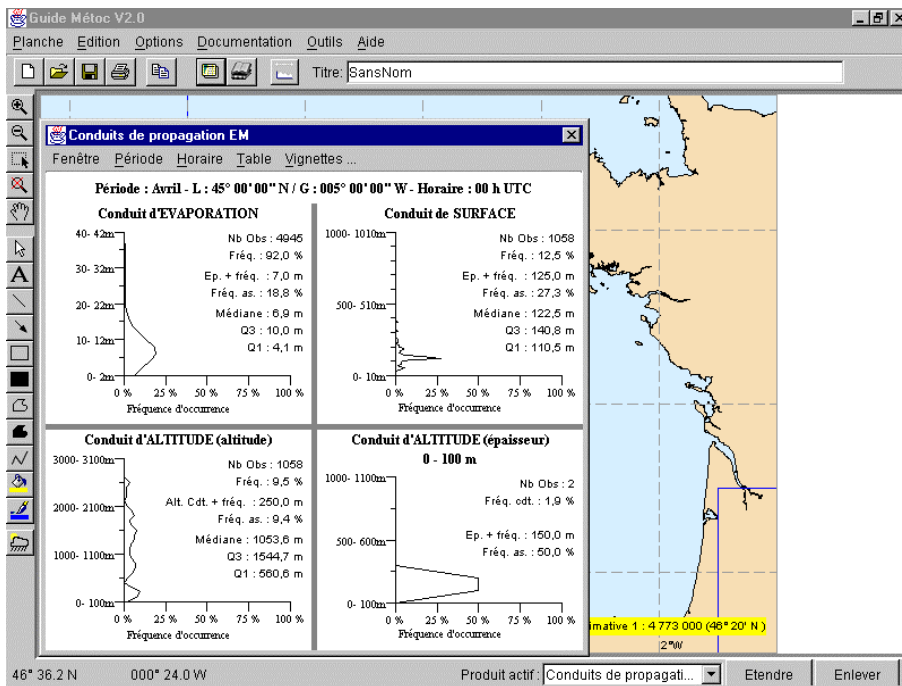 Guide Métoc V2.0
Planche Edition Options Documentation Outils Aide
Titre: SansNom
Conduits de propagation EM
Fenêtre Période Horaire Table Vignettes ...
Période : Avril - L : 45° 00'00'' N / G : 005° 00'00'' W - Horaire : 00 h UTC
Conduit d'EVAPORATION
40- 42m
30- 32m
20- 22m
10- 12m
0- 2m
Nb Obs : 4945
Fréq. : 92,0 %
Ep. + fréq. : 7,0 m
Fréq. as. : 18,8 %
Médiane : 6,9 m
Q3 : 10,0 m
Q1 : 4,1 m
0 % 25 % 50 % 75 % 100 %
Fréquence d'occurrence
Conduit de SURFACE
1000- 1010m
500- 510m
0- 10m
Nb Obs : 1058
Fréq. : 12,5 %
Ep. + fréq. : 125,0 m
Fréq. as. : 27,3 %
Médiane : 122,5 m
Q3 : 140,8 m
Q1 : 110,5 m
0 % 25 % 50 % 75 % 100 %
Fréquence d'occurrence
Conduit d'ALTITUDE (altitude)
3000- 3100m
2000- 2100m
1000- 1100m
0- 100m
Nb Obs : 1058
Fréq. : 9,5 %
Alt. Cdt. + fréq. : 250,0 m
Fréq. as. : 9,4 %
Médiane : 1053,6 m
Q3 : 1544,7 m
Q1 : 560,6 m
0 % 25 % 50 % 75 % 100 %
Fréquence d'occurrence
Conduit d'ALTITUDE (épaisseur)
0 - 100 m
1000- 1100m
500- 600m
0- 100m
Nb Obs : 2
Fréq. cdt. : 1,9 %
Ep. + fréq. : 150,0 m
Fréq. as. : 50,0 %
0 % 25 % 50 % 75 % 100 %
Fréquence d'occurrence
imative 1 : 4 773 000 (46° 20' N )
2°W
46° 36.2 N 000° 24.0 W
Produit actif : Conduits de propagati... Etendre Enlever